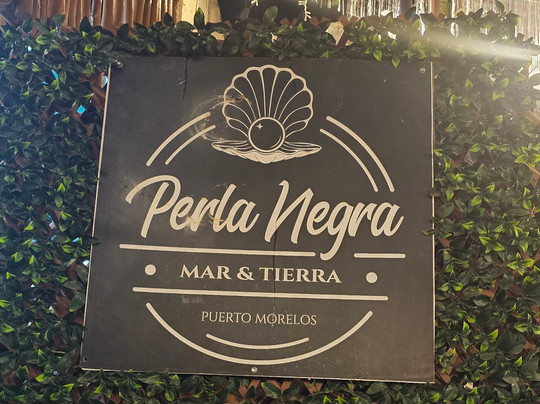 Perla Negra
MAR & TIERRA
PUERTO MORELOS